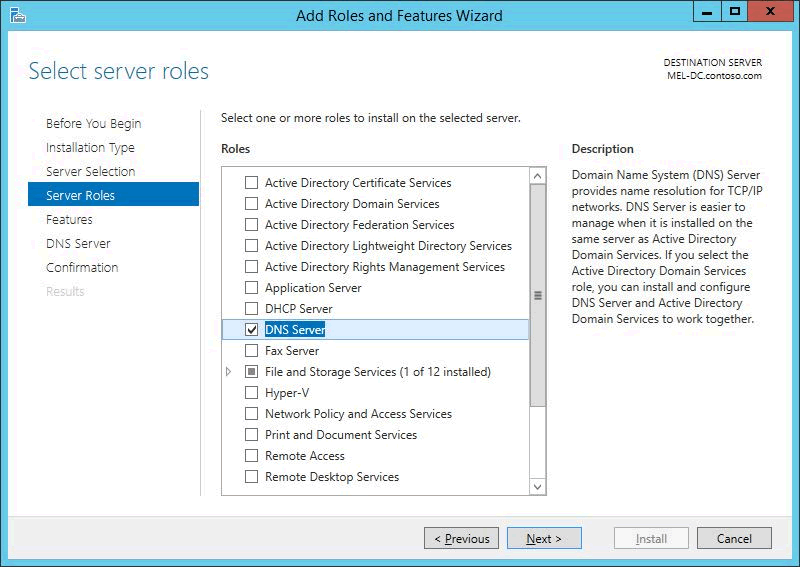 Add Roles and Features Wizard
Select server roles
DESTINATION SERVER
MEL-DC.contoso.com
Before You Begin
Installation Type
Server Selection
Server Roles
Features
DNS Server
Confirmation
Results
Select one or more roles to install on the selected server.
Roles
Active Directory Certificate Services
Active Directory Domain Services
Active Directory Federation Services
Active Directory Lightweight Directory Services
Active Directory Rights Management Services
Application Server
DHCP Server
DNS Server
Fax Server
File and Storage Services (1 of 12 installed)
Hyper-V
Network Policy and Access Services
Print and Document Services
Remote Access
Remote Desktop Services
Description
Domain Name System (DNS) Server
provides name resolution for TCP/IP
networks. DNS Server is easier to
manage when it is installed on the
same server as Active Directory
Domain Services. If you select the
Active Directory Domain Services
role, you can install and configure
DNS Server and Active Directory
Domain Services to work together.
< Previous
Next >
Install
Cancel